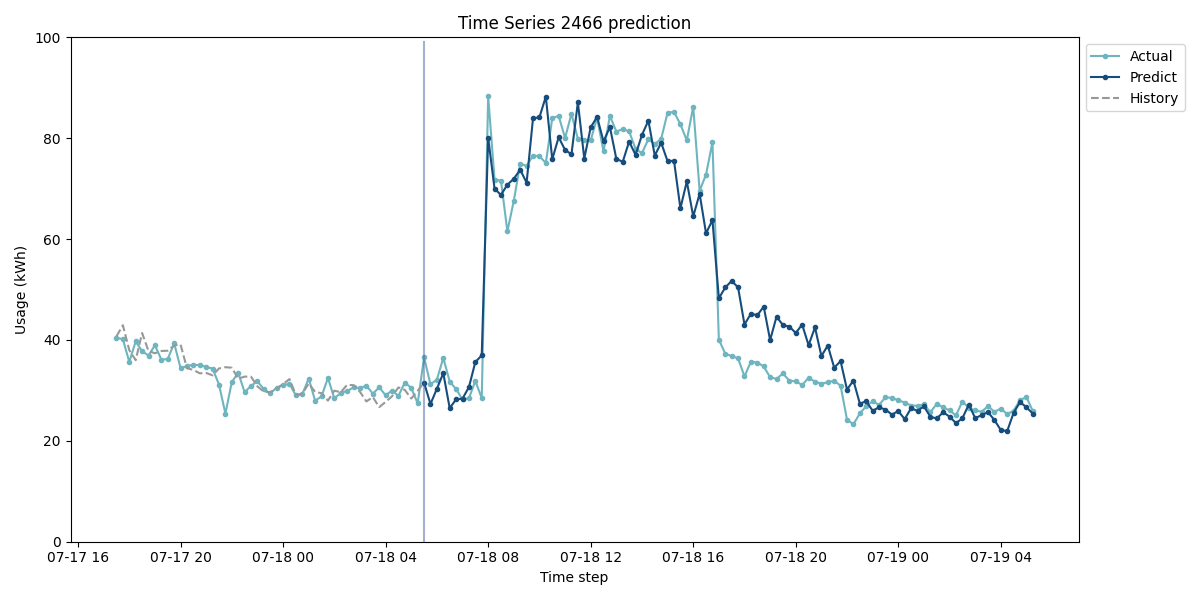 Time Series 2466 prediction
100
80
60
40
20
0
Usage (kWh)
07-17 16 07-17 20 07-18 00 07-18 04 07-18 08 07-18 12 07-18 16 07-18 20 07-19 00 07-19 04
Time step
Actual
Predict
History